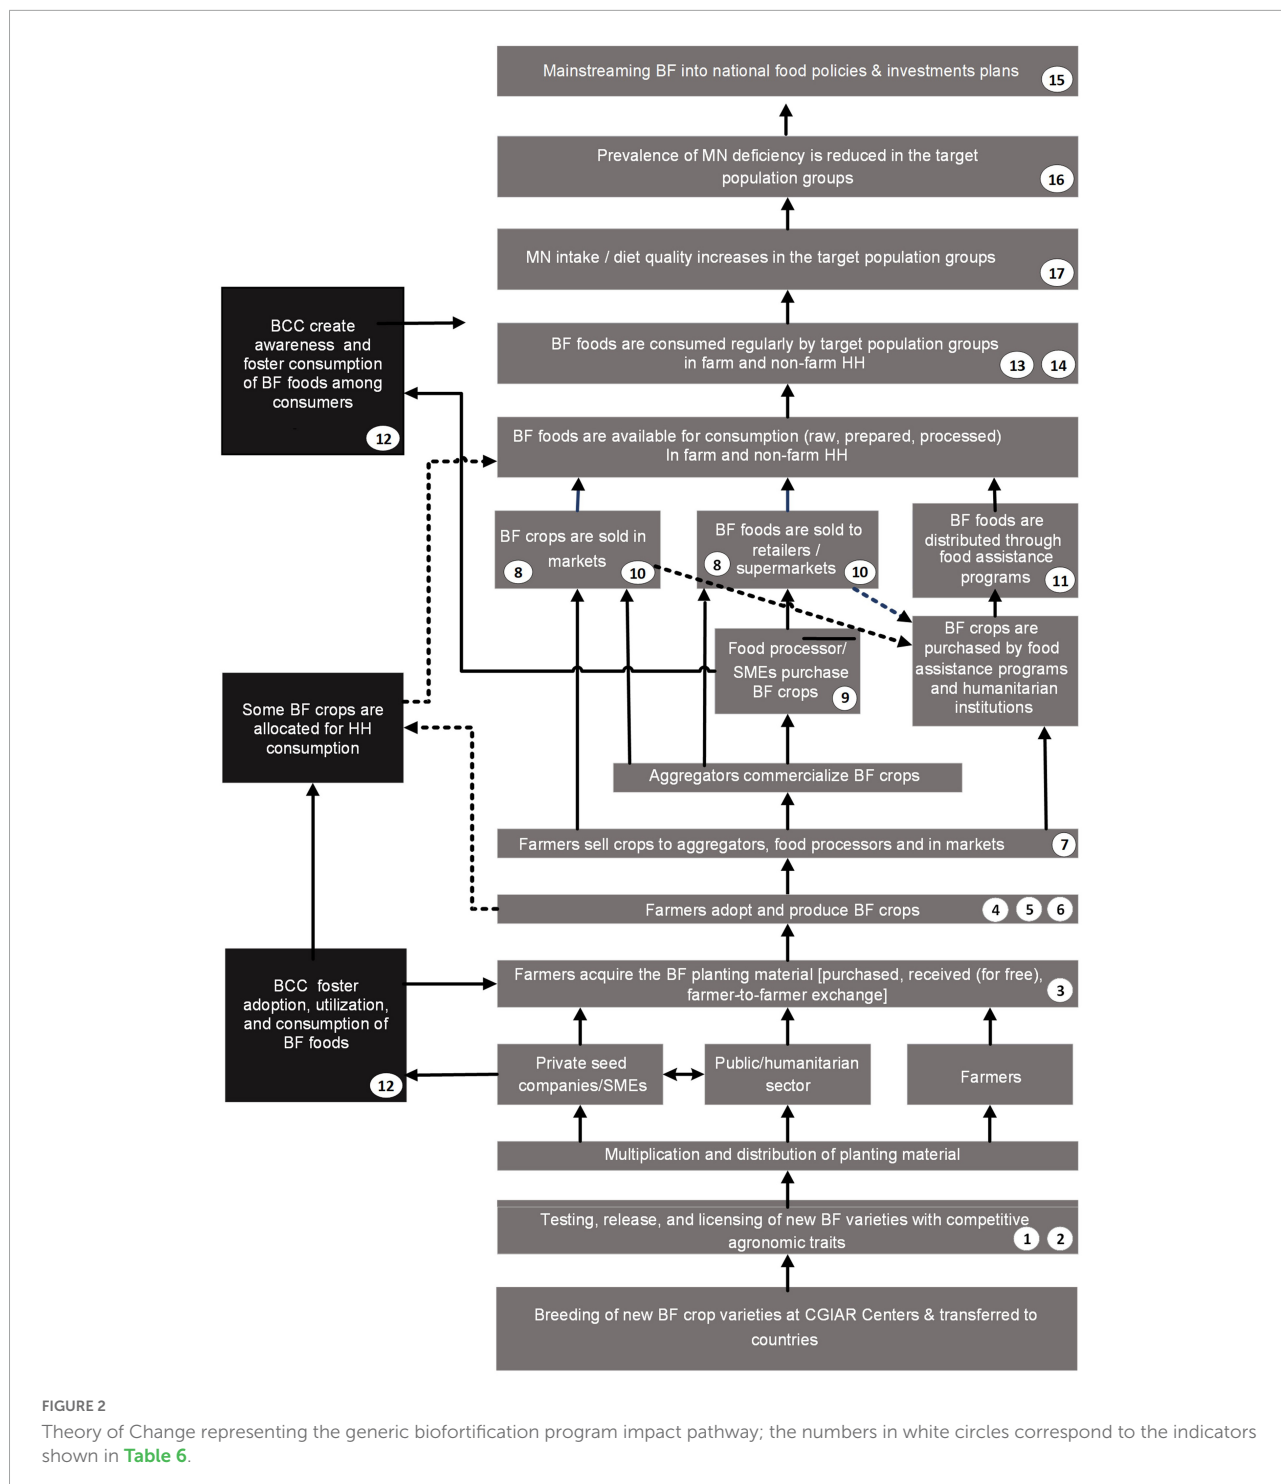 Mainstreaming BF into national food policies & investments plans
15
Prevalence of MN deficiency is reduced in the target
population groups
16
MN intake / diet quality increases in the target population groups
17
BCC create
awareness and
foster consumption
of BF foods among
consumers
12
BF foods are consumed regularly by target population groups
in farm and non-farm HH
13
14
BF foods are available for consumption (raw, prepared, processed)
In farm and non-farm HH
BF crops are sold in
markets
8
10
BF foods are sold to
retailers /
supermarkets
8
10
BF foods are
distributed through
food assistance
programs
11
Food processor/
SMEs purchase
BF crops
9
BF crops are
purchased by food
assistance programs
and humanitarian
institutions
Some BF crops are
allocated for HH
consumption
Aggregators commercialize BF crops
Farmers sell crops to aggregators, food processors and in markets
7
Farmers adopt and produce BF crops
4
5
6
BCC foster
adoption, utilization,
and consumption of
BF foods
12
Farmers acquire the BF planting material [purchased, received (for free),
farmer-to-farmer exchange]
3
Private seed
companies/SMEs
Public/humanitarian
sector
Farmers
Multiplication and distribution of planting material
Testing, release, and licensing of new BF varieties with competitive
agronomic traits
1
2
Breeding of new BF crop varieties at CGIAR Centers & transferred to
countries
FIGURE 2
Theory of Change representing the generic biofortification program impact pathway; the numbers in white circles correspond to the indicators
shown in Table 6.